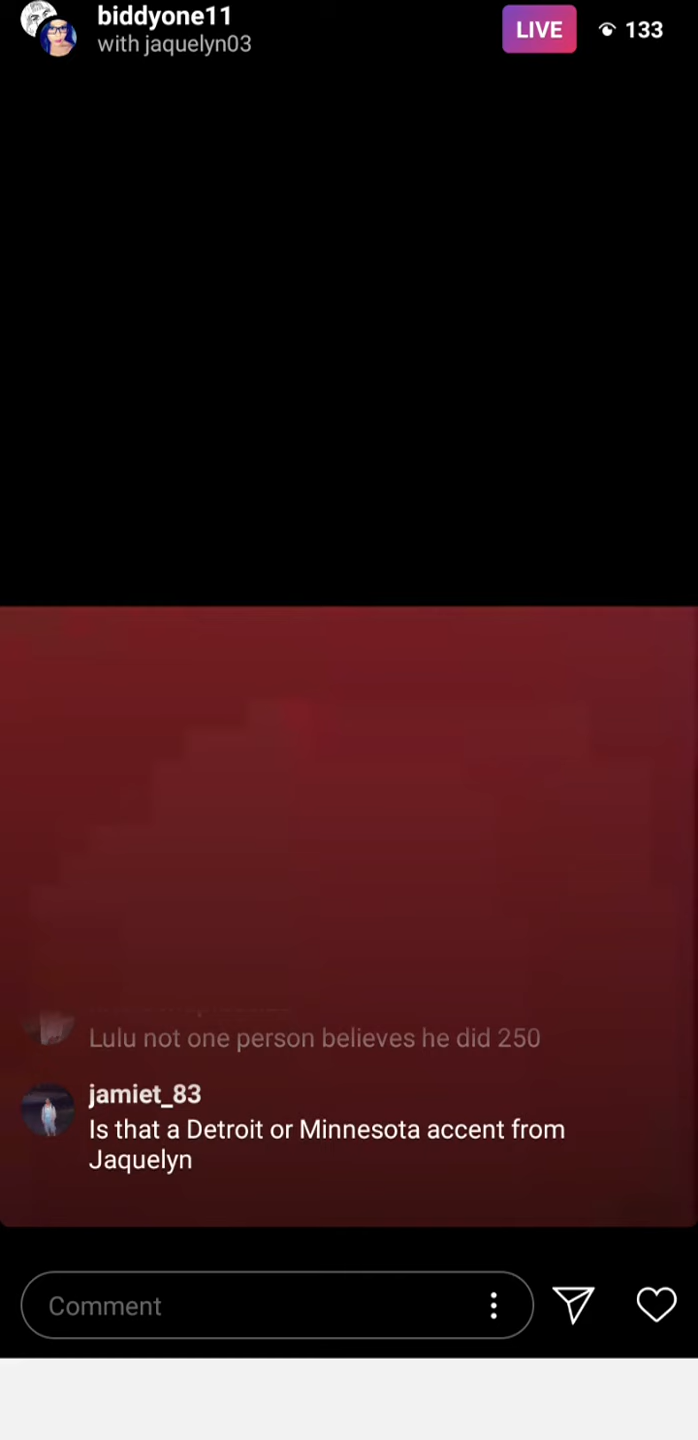 biddyone11
with jaquelyn03
LIVE
133
Lulu not one person believes he did 250
jamiet_83
Is that a Detroit or Minnesota accent from
Jaquelyn
Comment